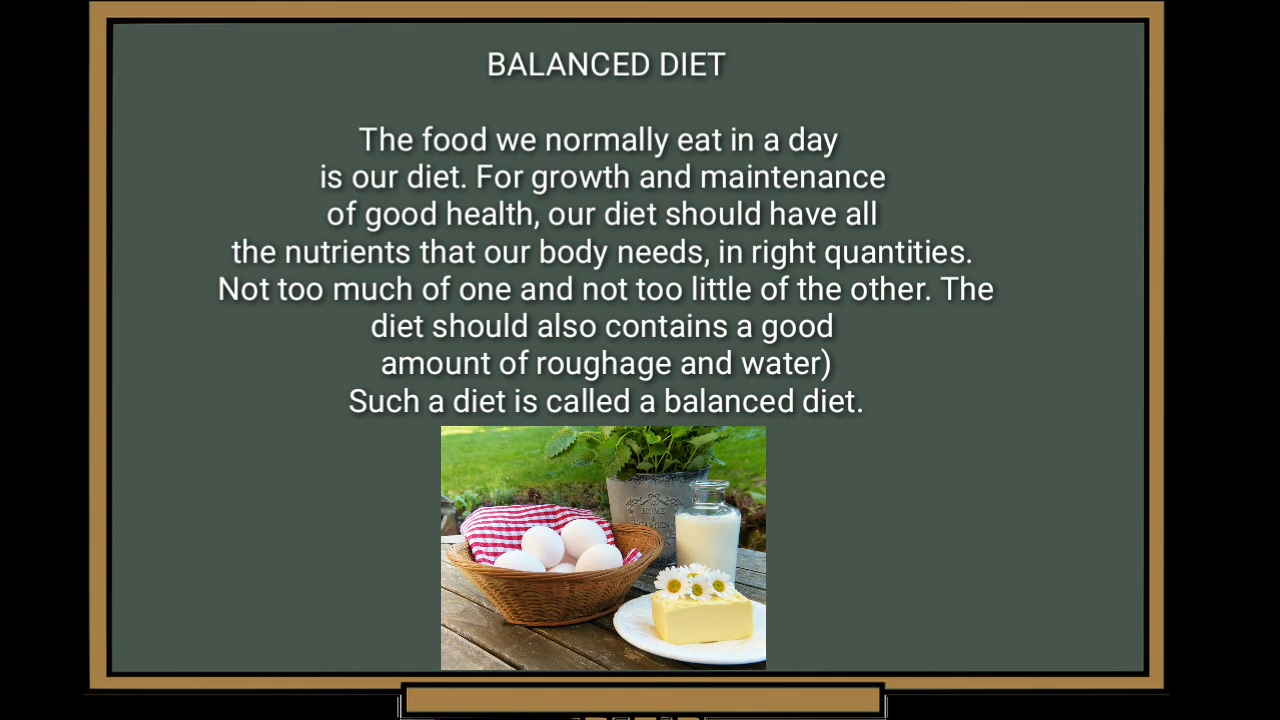 BALANCED DIET
The food we normally eat in a day
is our diet. For growth and maintenance
of good health, our diet should have all
the nutrients that our body needs, in right quantities.
Not too much of one and not too little of the other. The
diet should also contains a good
amount of roughage and water)
Such a diet is called a balanced diet.
HOME
GARDEN